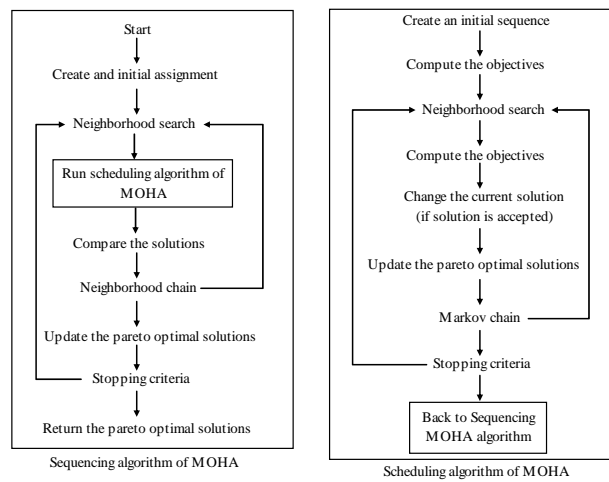 Start
Create and initial assignment
Neighborhood search
Run scheduling algorithm of
MOHA
Compare the solutions
Neighborhood chain
Update the pareto optimal solutions
Stopping criteria
Return the pareto optimal solutions
Sequencing algorithm of MOHA
Create an initial sequence
Compute the objectives
Neighborhood search
Compute the objectives
Change the current solution
(if solution is accepted)
Update the pareto optimal solutions
Markov chain
Stopping criteria
Back to Sequencing
MOHA algorithm
Scheduling algorithm of MOHA